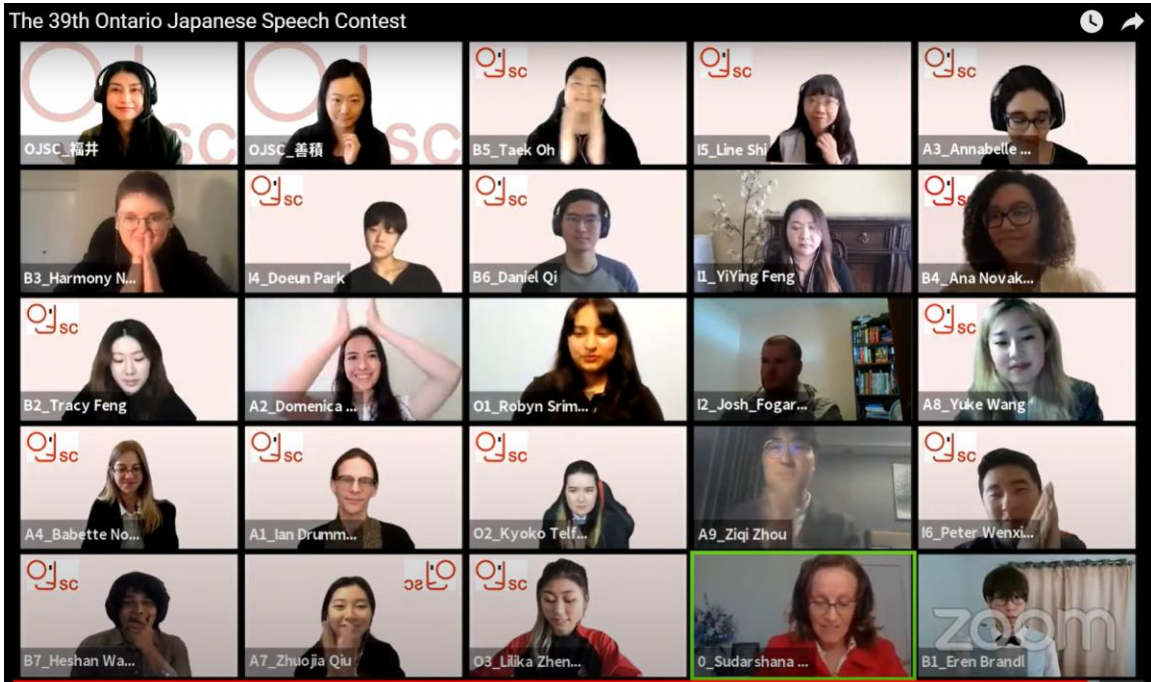 The 39th Ontario Japanese Speech Contest
OJSC_福井
OJSC_善積
B5_Taek Oh
I5_Line Shi
A3_Annabelle ...
B3_Harmony N...
I4_Doeun Park
B6_Daniel Qi
I1_YiYing Feng
B4_Ana Novak...
B2_Tracy Feng
A2_Domenica ...
O1_Robyn Srim...
I2_Josh_Fogar...
A8_Yuke Wang
A4_Babette No...
A1_Ian Drumm...
O2_Kyoko Telf...
A9_Ziqi Zhou
I6_Peter Wenxi...
B7_Heshan Wa...
A7_Zhuojia Qiu
O3_Lilika Zhen...
0_Sudarshana ...
B1_Eren Brandl
zoom